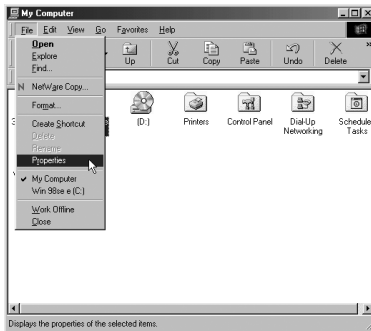 My Computer
File Edit View Go Favorites Help
Up Cut Copy Paste Undo Delete »
Open
Explore
Find...
N NetWare Copy...
Format...
Create Shortcut
Delete
Rename
Properties
My Computer
Win 98se e (C:)
Work Offline
Close
(D:) Printers Control Panel Dial-Up Networking Schedule Tasks
Displays the properties of the selected items.